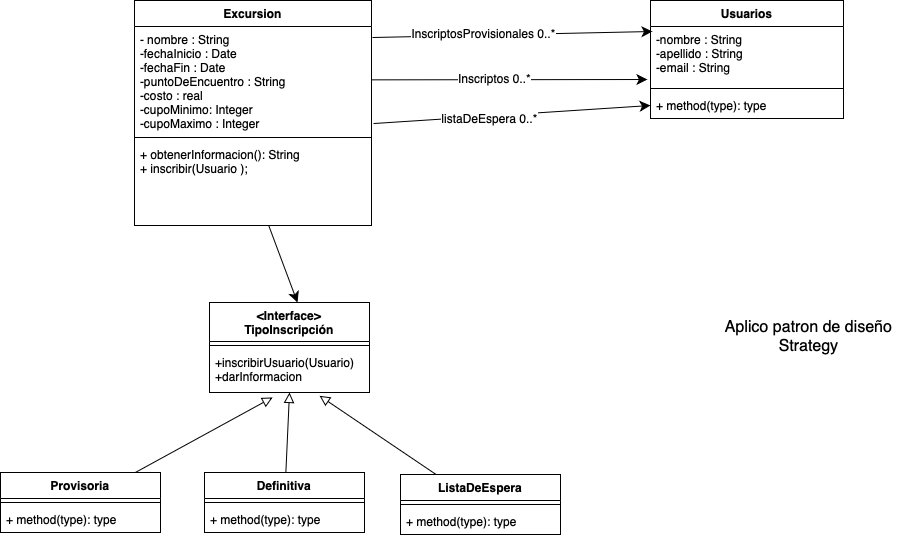 Excursion
- nombre : String
-fechaInicio : Date
-fechaFin : Date
-puntoDeEncuentro : String
-costo : real
-cupoMinimo: Integer
-cupoMaximo : Integer
+ obtenerInformacion(): String
+ inscribir(Usuario );
InscriptosProvisionales 0..*
Inscriptos 0..*
listaDeEspera 0..*
Usuarios
-nombre : String
-apellido : String
-email : String
+ method(type): type
<Interface>
TipoInscripción
+inscribirUsuario(Usuario)
+darInformacion
Aplico patron de diseño
Strategy
Provisoria
+ method(type): type
Definitiva
+ method(type): type
ListaDeEspera
+ method(type): type